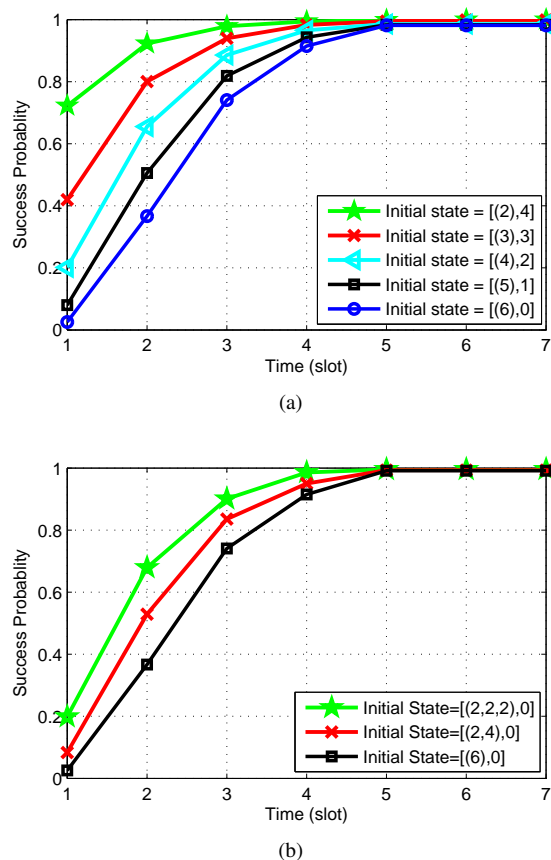 1
0.8
0.6
0.4
0.2
0
Success Probablity
1 2 3 4 5 6 7
Time (slot)
Initial state = [(2),4]
Initial state = [(3),3]
Initial state = [(4),2]
Initial state = [(5),1]
Initial state = [(6),0]
(a)
1
0.8
0.6
0.4
0.2
0
Success Probablity
1 2 3 4 5 6 7
Time (slot)
Initial State=[(2,2,2),0]
Initial State=[(2,4),0]
Initial State=[(6),0]
(b)